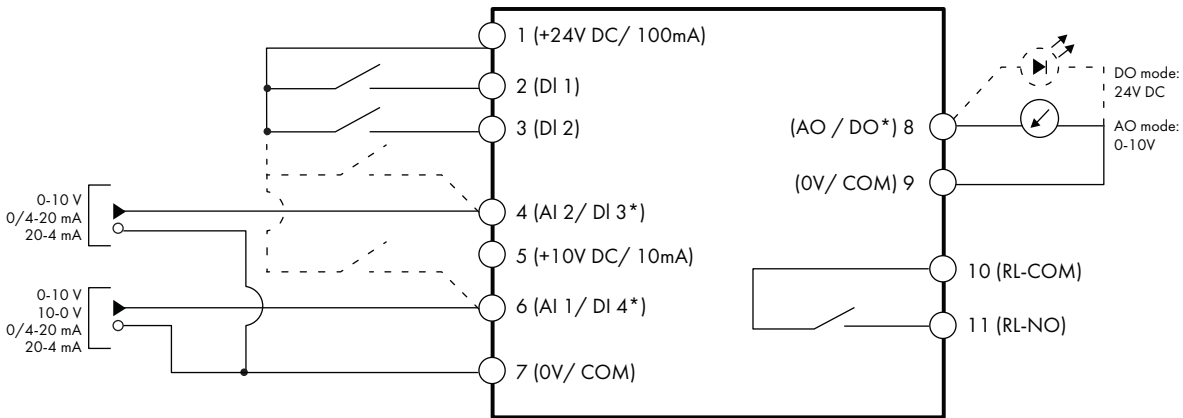 1 (+24V DC/ 100mA)
2 (DI 1)
3 (DI 2)
4 (AI 2/ DI 3*)
5 (+10V DC/ 10mA)
6 (AI 1/ DI 4*)
7 (0V/ COM)
0-10 V
0/4-20 mA
20-4 mA
0-10 V
10-0 V
0/4-20 mA
20-4 mA
(AO / DO*) 8
(0V/ COM) 9
10 (RL-COM)
11 (RL-NO)
DO mode:
24V DC
AO mode:
0-10V